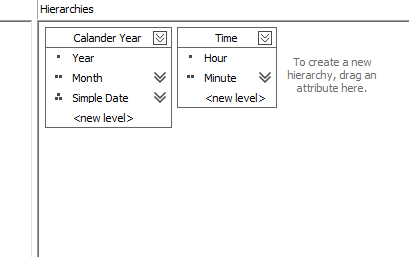 Hierarchies
Calander Year
Year
Month
Simple Date
<new level>
Time
Hour
Minute
<new level>
To create a new
hierarchy, drag an
attribute here.